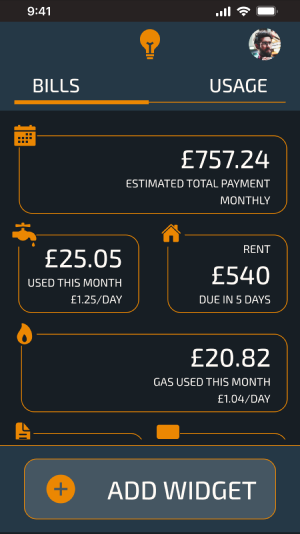 9:41
BILLS
USAGE
£757.24
ESTIMATED TOTAL PAYMENT
MONTHLY
£25.05
USED THIS MONTH
£1.25/DAY
RENT
£540
DUE IN 5 DAYS
£20.82
GAS USED THIS MONTH
£1.04/DAY
ADD WIDGET